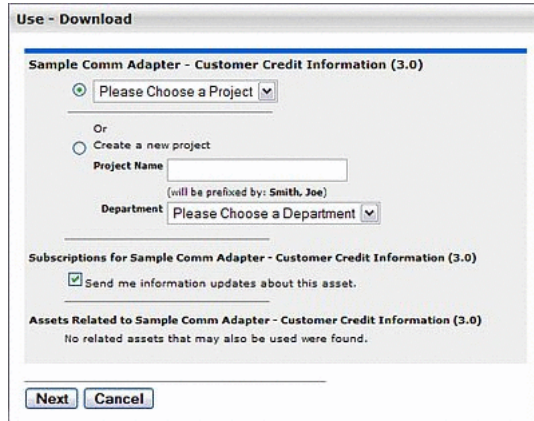 Use - Download
Sample Comm Adapter - Customer Credit Information (3.0)
Please Choose a Project
Or
Create a new project
Project Name
(will be prefixed by: Smith, Joe)
Department Please Choose a Department
Subscriptions for Sample Comm Adapter - Customer Credit Information (3.0)
Send me information updates about this asset.
Assets Related to Sample Comm Adapter - Customer Credit Information (3.0)
No related assets that may also be used were found.
Next Cancel